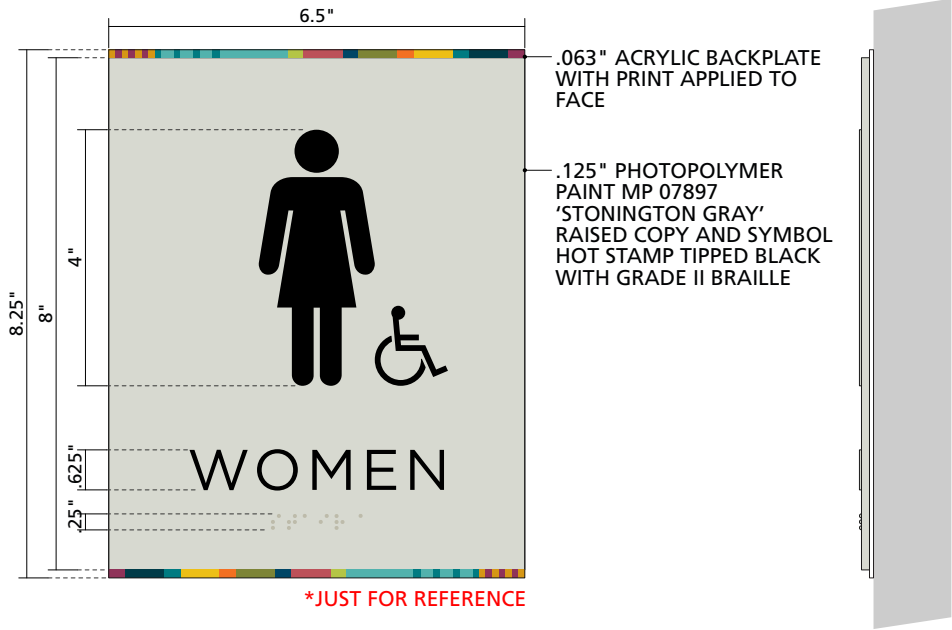 6.5"
.063" ACRYLIC BACKPLATE
WITH PRINT APPLIED TO
FACE
.125" PHOTOPOLYMER
PAINT MP 07897
‘STONINGTON GRAY’
RAISED COPY AND SYMBOL
HOT STAMP TIPPED BLACK
WITH GRADE II BRAILLE
8.25"
8"
4"
.625"
.25"
WOMEN
*JUST FOR REFERENCE